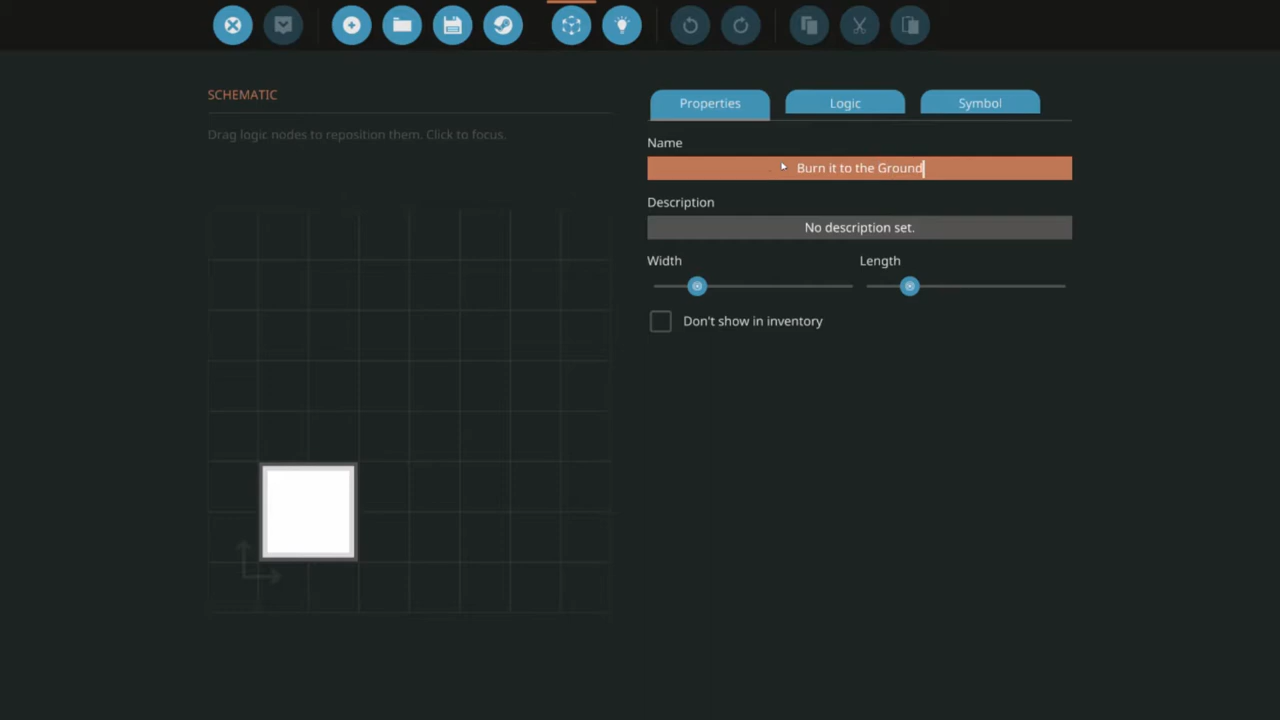 SCHEMATIC
Drag logic nodes to reposition them. Click to focus.
Properties
Logic
Symbol
Name
Burn it to the Ground
Description
No description set.
Width
Length
Don't show in inventory